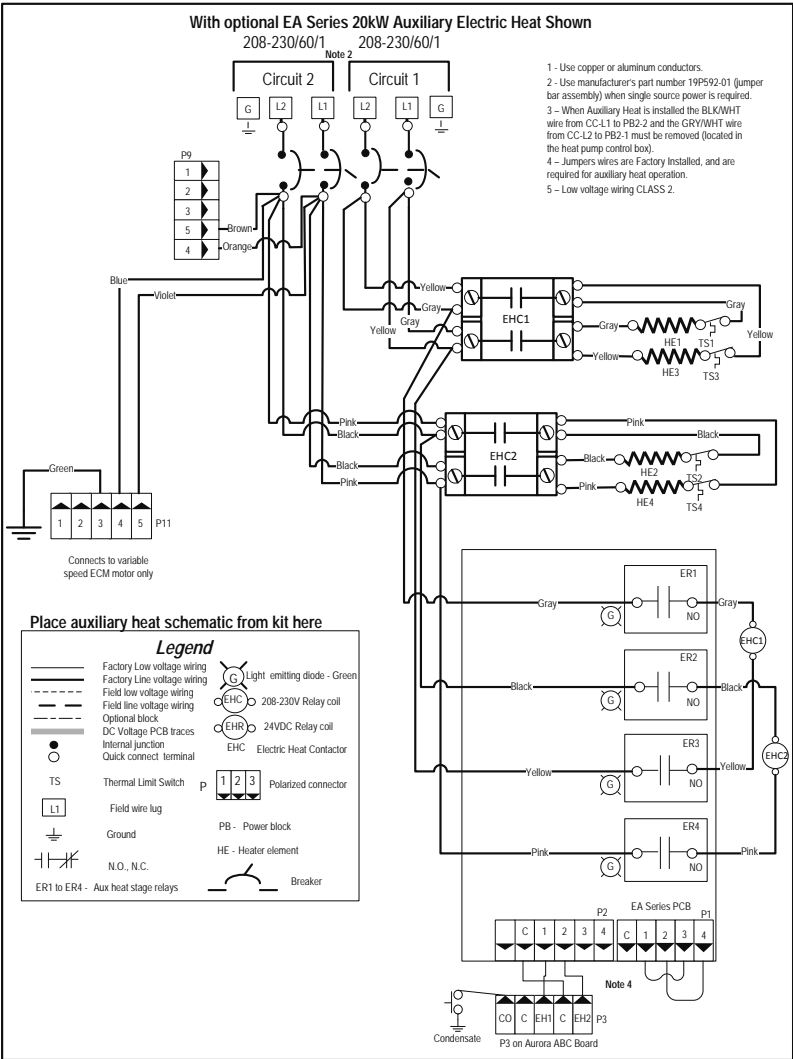 With optional EA Series 20kW Auxiliary Electric Heat Shown
208-230/60/1
Note 2
208-230/60/1
Circuit 2
Circuit 1
G
L2
L1
L2
L1
G
1 - Use copper or aluminum conductors.
2 - Use manufacturer's part number 19P592-01 (jumper
bar assembly) when single source power is required.
3 – When Auxiliary Heat is installed the BLK/WHT
wire from CC-L1 to PB2-2 and the GRY/WHT wire
from CC-L2 to PB2-1 must be removed (located in
the heat pump control box).
4 – Jumpers wires are Factory Installed, and are
required for auxiliary heat operation.
5 – Low voltage wiring CLASS 2.
P9
1
2
3
5
4
Brown
Orange
Blue
Violet
Yellow
Gray
Gray
Yellow
EHC1
Gray
Gray
HE1
TS1
Yellow
Yellow
HE3
TS3
Pink
Black
Black
Pink
EHC2
Pink
Black
Black
HE2
TS2
Pink
HE4
TS4
Green
1
2
3
4
5
P11
Connects to variable
speed ECM motor only
ER1
Gray
G
NO
Gray
EHC1
ER2
Black
G
NO
Black
EHC2
ER3
Yellow
G
NO
Yellow
ER4
Pink
G
NO
Pink
EA Series PCB
P2
C
1
2
3
4
P1
C
1
2
3
4
Note 4
Condensate
CO
C
EH1
C
EH2
P3
P3 on Aurora ABC Board
Place auxiliary heat schematic from kit here
Legend
Factory Low voltage wiring
Factory Line voltage wiring
Field low voltage wiring
Field line voltage wiring
Optional block
DC Voltage PCB traces
Internal junction
Quick connect terminal
TS
Thermal Limit Switch
L1
Field wire lug
Ground
N.O., N.C.
ER1 to ER4 - Aux heat stage relays
G
Light emitting diode - Green
EHC
208-230V Relay coil
EHR
24VDC Relay coil
EHC
Electric Heat Contactor
P
1
2
3
Polarized connector
PB - Power block
HE - Heater element
Breaker